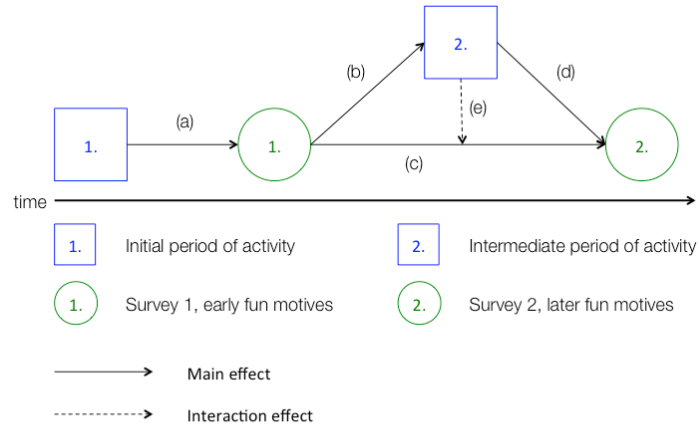 2.
(b)
(d)
(a)
(e)
1.
1.
2.
(c)
time
1. Initial period of activity
2. Intermediate period of activity
1. Survey 1, early fun motives
2. Survey 2, later fun motives
Main effect
Interaction effect